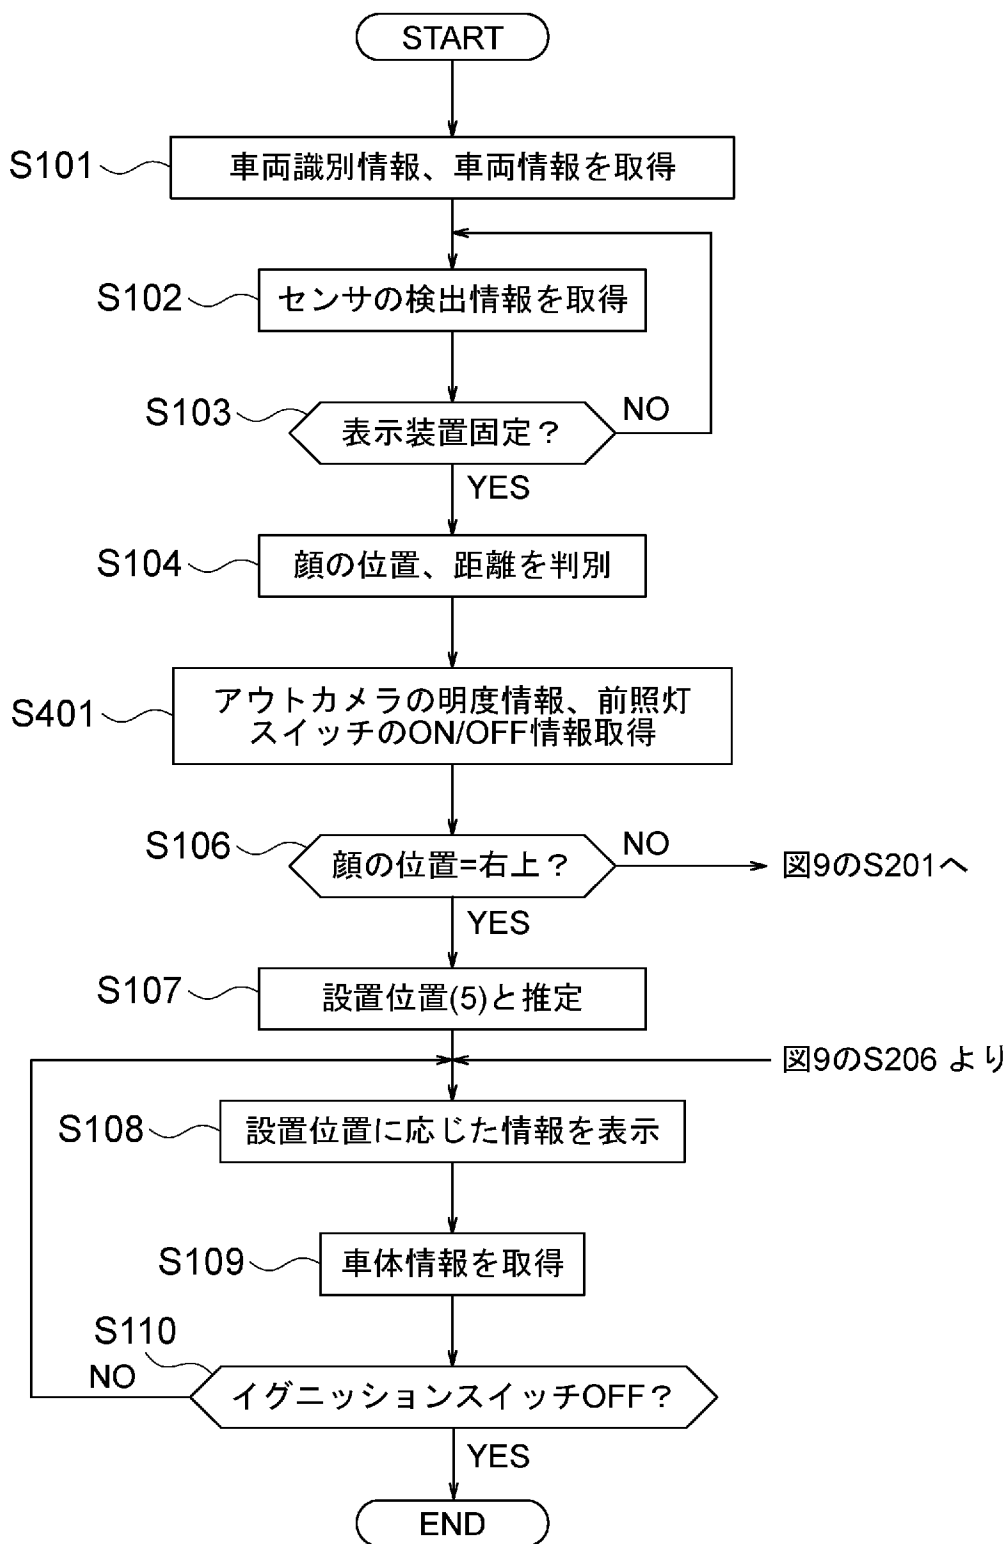 START
S101
車両識別情報、車両情報を取得
S102
センサの検出情報を取得
S103
表示装置固定？
NO
YES
S104
顔の位置、距離を判別
S401
アウトカメラの明度情報、前照灯
スイッチのON/OFF情報取得
S106
顔の位置=右上？
NO
図9のS201へ
YES
S107
設置位置(5)と推定
図9のS206 より
S108
設置位置に応じた情報を表示
S109
車体情報を取得
S110
NO
イグニッションスイッチOFF？
YES
END